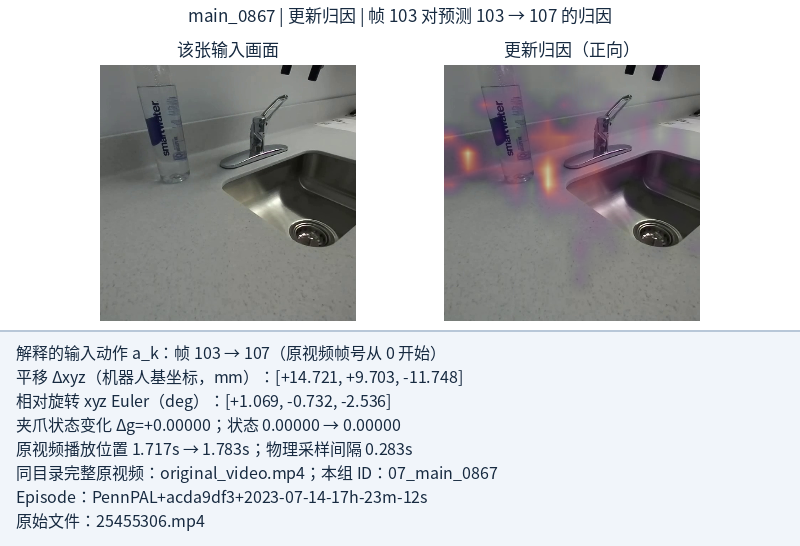 main_0867 | 更新归因 | 帧 103 对预测 103 → 107 的归因
该张输入画面
更新归因（正向）
smartwater
smartwater
解释的输入动作 a_k：帧 103 → 107（原视频帧号从 0 开始）
平移 Δxyz（机器人基坐标，mm）：[+14.721, +9.703, -11.748]
相对旋转 xyz Euler（deg）：[+1.069, -0.732, -2.536]
夹爪状态变化 Δg=+0.00000；状态 0.00000 → 0.00000
原视频播放位置 1.717s → 1.783s；物理采样间隔 0.283s
同目录完整原视频：original_video.mp4；本组 ID：07_main_0867
Episode：PennPAL+acda9df3+2023-07-14-17h-23m-12s
原始文件：25455306.mp4